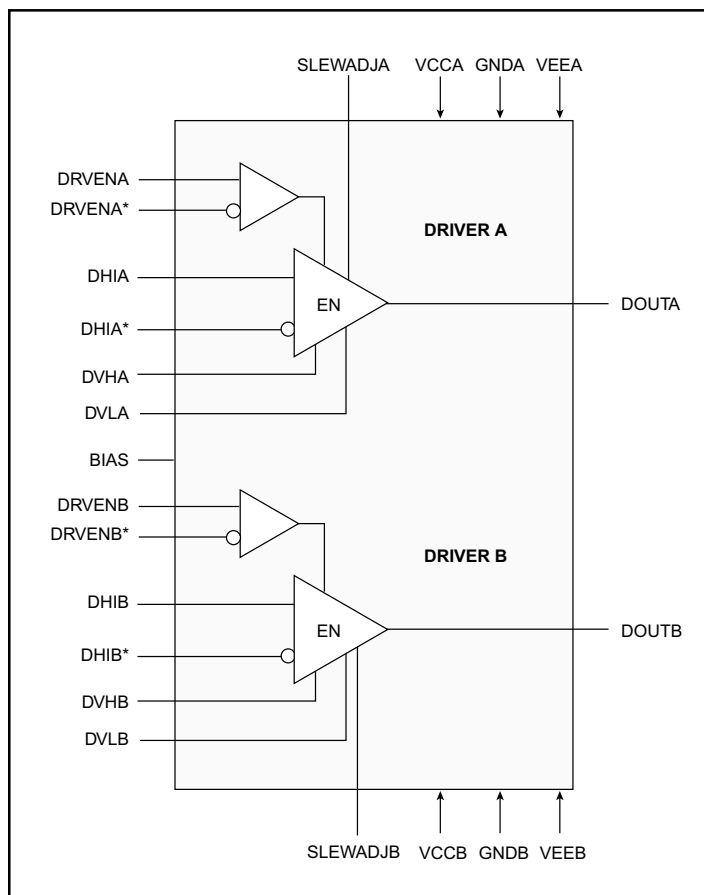 SLEWADJA VCCA GNDA VEEA
DRVENA
DRVENA*
DRIVER A
DHIA
EN
DOUTA
DHIA*
DVHA
DVLA
BIAS
DRVENB
DRVENB*
DRIVER B
DHIB
EN
DOUTB
DHIB*
DVHB
DVLB
SLEWADJB VCCB GNDB VEEB